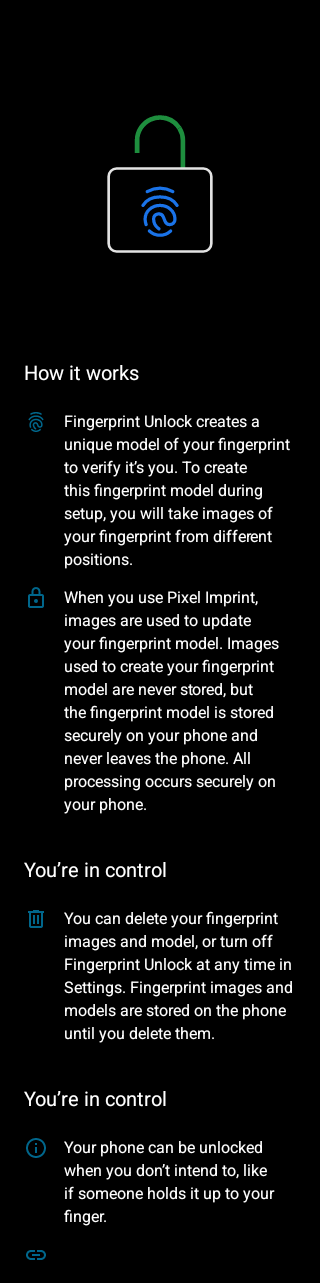 How it works
Fingerprint Unlock creates a
unique model of your fingerprint
to verify it’s you. To create
this fingerprint model during
setup, you will take images of
your fingerprint from different
positions.
When you use Pixel Imprint,
images are used to update
your fingerprint model. Images
used to create your fingerprint
model are never stored, but
the fingerprint model is stored
securely on your phone and
never leaves the phone. All
processing occurs securely on
your phone.
You’re in control
You can delete your fingerprint
images and model, or turn off
Fingerprint Unlock at any time in
Settings. Fingerprint images and
models are stored on the phone
until you delete them.
You’re in control
Your phone can be unlocked
when you don’t intend to, like
if someone holds it up to your
finger.